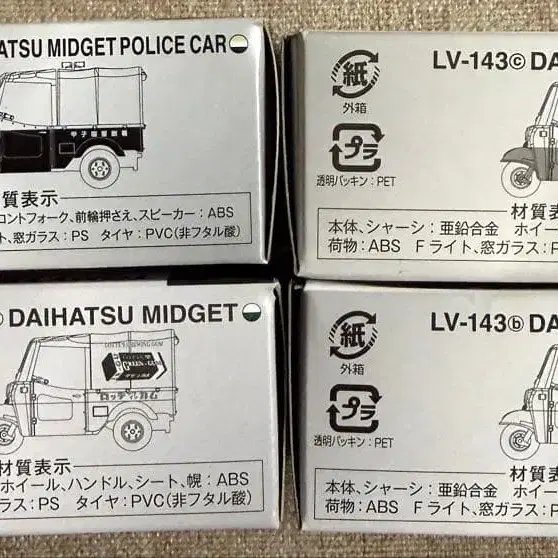 ATSU MIDGET POLICE CAR
甲子園警察署
質表示
ロントフォーク、前輪押さえ、スピーカー：ABS
ト、窓ガラス：PS タイヤ：PVC(非フタル酸)
LV-143ⓒ DA
紙
外箱
プラ
透明パッキン：PET
材質表
本体、シャーシ：亜鉛合金 ホイー
荷物：ABS Fライト、窓ガラス：P
DAIHATSU MIDGET
LOTTE CHEWING GUM
ロッテガム
材質表示
ホイール、ハンドル、シート、幌：ABS
ラス：PS タイヤ：PVC(非フタル酸)
LV-143ⓑ DA
紙
外箱
プラ
透明パッキン：PET
材質表
本体、シャーシ：亜鉛合金 ホイー
荷物：ABS Fライト、窓ガラス：P